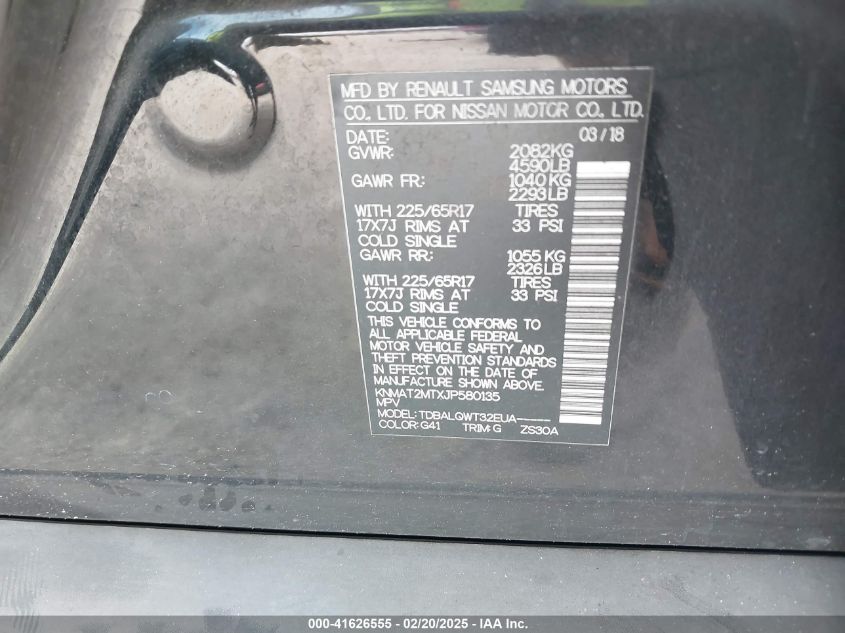 MFD BY RENAULT SAMSUNG MOTORS
CO., LTD. FOR NISSAN MOTOR CO., LTD.
DATE: 03/18
GVWR: 2082KG
4590LB
GAWR FR.: 1040KG
2293LB
WITH 225/65R17 TIRES
17X7J RIMS AT 33 PSI
COLD SINGLE
GAWR RR.: 1055KG
2326LB
WITH 225/65R17 TIRES
17X7J RIMS AT 33 PSI
COLD SINGLE
THIS VEHICLE CONFORMS TO
ALL APPLICABLE FEDERAL
MOTOR VEHICLE SAFETY AND
THEFT PREVENTION STANDARDS
IN EFFECT ON THE DATE OF
MANUFACTURE SHOWN ABOVE.
KNMAT2MTXJP580135
MPV
MODEL: TDBALQWT32EUA-----
COLOR: G41 TRIM: G ZS30A
000-41626555 - 02/20/2025 - IAA Inc.